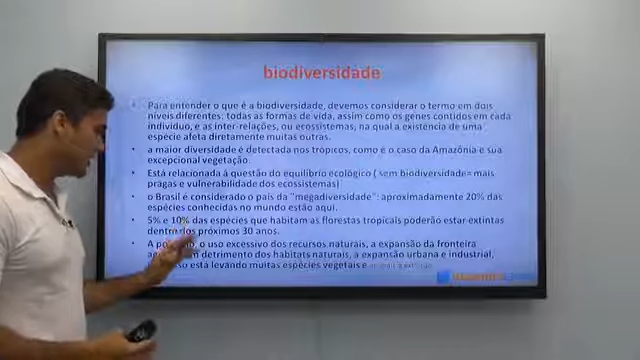 biodiversidade
Para entender o que é a biodiversidade, devemos considerar o termo em dois
níveis diferentes: todas as formas de vida, assim como os genes contidos em cada
indivíduo, e as inter-relações, ou ecossistemas, na qual a existência de uma
espécie afeta diretamente muitas outras.
• a maior diversidade é detectada nos trópicos, como é o caso da Amazônia e sua
excepcional vegetação.
• Está relacionada á questão do equilíbrio ecológico ( sem biodiversidade= mais
pragas e vulnerabilidade dos ecossistemas)
• o Brasil é considerado o país da "megadiversidade": aproximadamente 20% das
espécies conhecidas no mundo estão aqui.
• 5% e 10% das espécies que habitam as florestas tropicais poderão estar extintas
dentro dos próximos 30 anos.
• A o uso excessivo dos recursos naturais, a expansão da fronteira
em detrimento dos habitats naturais, a expansão urbana e industrial,
está levando muitas espécies vegetais e